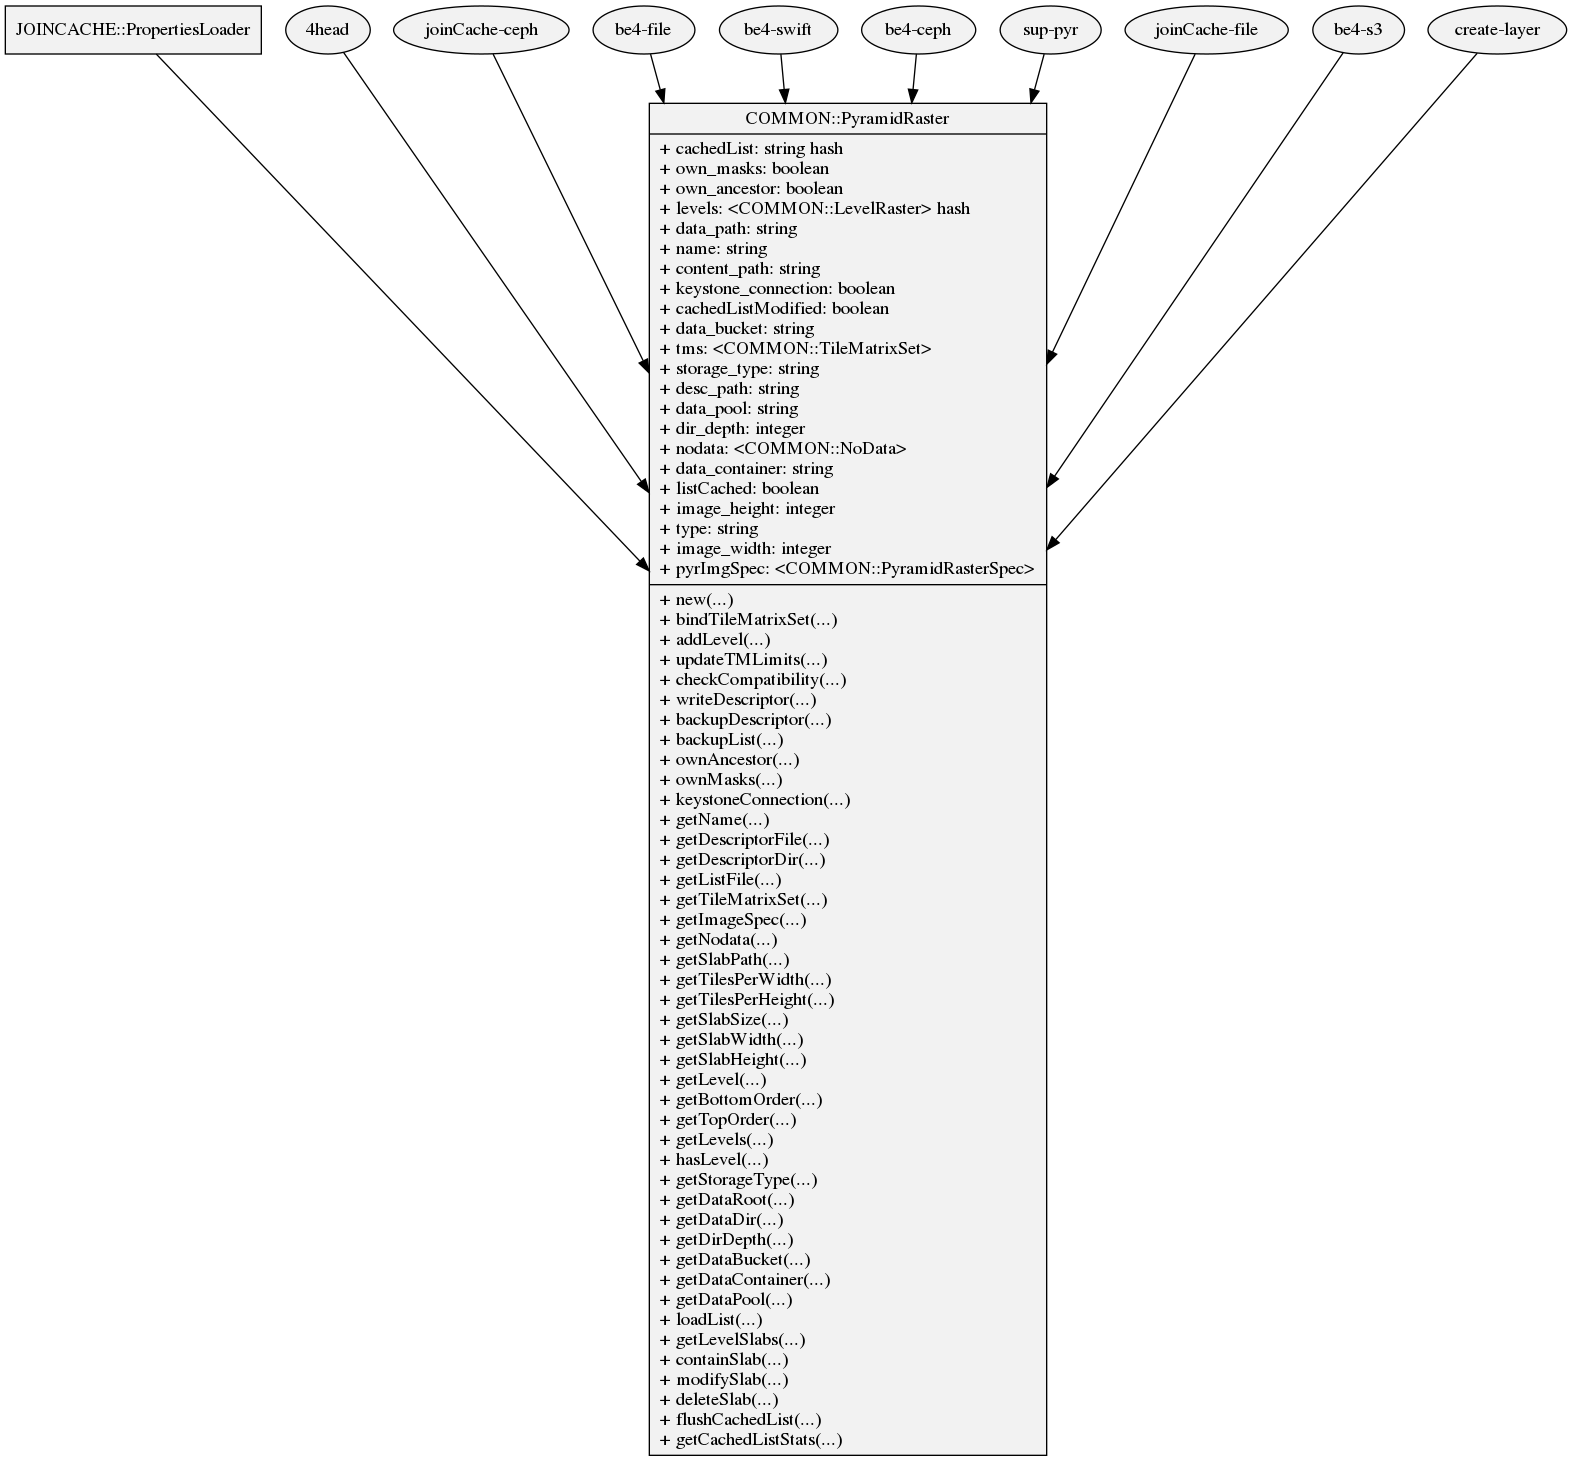 JOINCACHE::PropertiesLoader
4head
joinCache-ceph
be4-file
be4-swift
be4-ceph
sup-pyr
joinCache-file
be4-s3
create-layer
COMMON::PyramidRaster
+ cachedList: string hash
+ own_masks: boolean
+ own_ancestor: boolean
+ levels: <COMMON::LevelRaster> hash
+ data_path: string
+ name: string
+ content_path: string
+ keystone_connection: boolean
+ cachedListModified: boolean
+ data_bucket: string
+ tms: <COMMON::TileMatrixSet>
+ storage_type: string
+ desc_path: string
+ data_pool: string
+ dir_depth: integer
+ nodata: <COMMON::NoData>
+ data_container: string
+ listCached: boolean
+ image_height: integer
+ type: string
+ image_width: integer
+ pyrImgSpec: <COMMON::PyramidRasterSpec>
+ new(...)
+ bindTileMatrixSet(...)
+ addLevel(...)
+ updateTMLimits(...)
+ checkCompatibility(...)
+ writeDescriptor(...)
+ backupDescriptor(...)
+ backupList(...)
+ ownAncestor(...)
+ ownMasks(...)
+ keystoneConnection(...)
+ getName(...)
+ getDescriptorFile(...)
+ getDescriptorDir(...)
+ getListFile(...)
+ getTileMatrixSet(...)
+ getImageSpec(...)
+ getNodata(...)
+ getSlabPath(...)
+ getTilesPerWidth(...)
+ getTilesPerHeight(...)
+ getSlabSize(...)
+ getSlabWidth(...)
+ getSlabHeight(...)
+ getLevel(...)
+ getBottomOrder(...)
+ getTopOrder(...)
+ getLevels(...)
+ hasLevel(...)
+ getStorageType(...)
+ getDataRoot(...)
+ getDataDir(...)
+ getDirDepth(...)
+ getDataBucket(...)
+ getDataContainer(...)
+ getDataPool(...)
+ loadList(...)
+ getLevelSlabs(...)
+ containSlab(...)
+ modifySlab(...)
+ deleteSlab(...)
+ flushCachedList(...)
+ getCachedListStats(...)